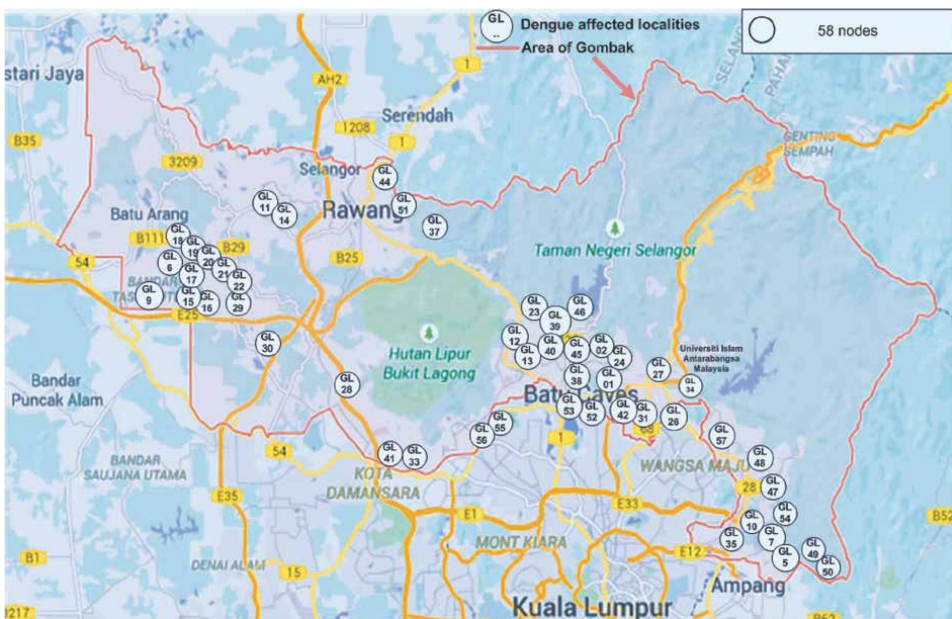 GL
..
Dengue affected localities
Area of Gombak
58 nodes
stari Jaya
B35
AH2
1
1208
1
Serendah
SELANG
PAHA
GENTING
SEMPAH
3209
Selangor
GL
44
GL
11
GL
14
Rawang
GL
51
GL
37
Batu Arang
B111
GL
18
GL
19
B29
GL
20
GL
6
GL
17
GL
21
GL
22
B25
54
GL
9
GL
15
GL
16
GL
29
E25
GL
30
GL
28
Taman Negeri Selangor
Hutan Lipur
Bukit Lagong
GL
23
GL
39
GL
46
GL
12
GL
13
GL
40
GL
45
GL
02
GL
24
GL
38
GL
01
GL
27
Universiti Islam
Antarabangsa
Malaysia
GL
34
Batu Caves
GL
53
GL
52
GL
42
GL
31
GL
26
68
GL
55
GL
56
GL
57
Bandar
Puncak Alam
BANDAR
SAUJANA UTAMA
54
GL
41
GL
33
KOTA
DAMANSARA
1
GL
48
WANGSA MAJU
28
GL
47
E35
E1
E33
GL
10
GL
54
GL
7
GL
35
GL
5
GL
49
GL
50
B52
MONT KIARA
E12
B1
DENAI ALAM
15
Ampang
Kuala Lumpur
3217
B62